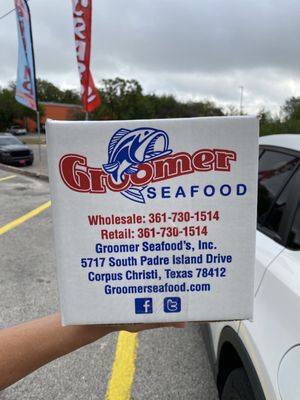 Groomer
SEAFOOD
Wholesale: 361-730-1514
Retail: 361-730-1514
Groomer Seafood's, Inc.
5717 South Padre Island Drive
Corpus Christi, Texas 78412
Groomerseafood.com